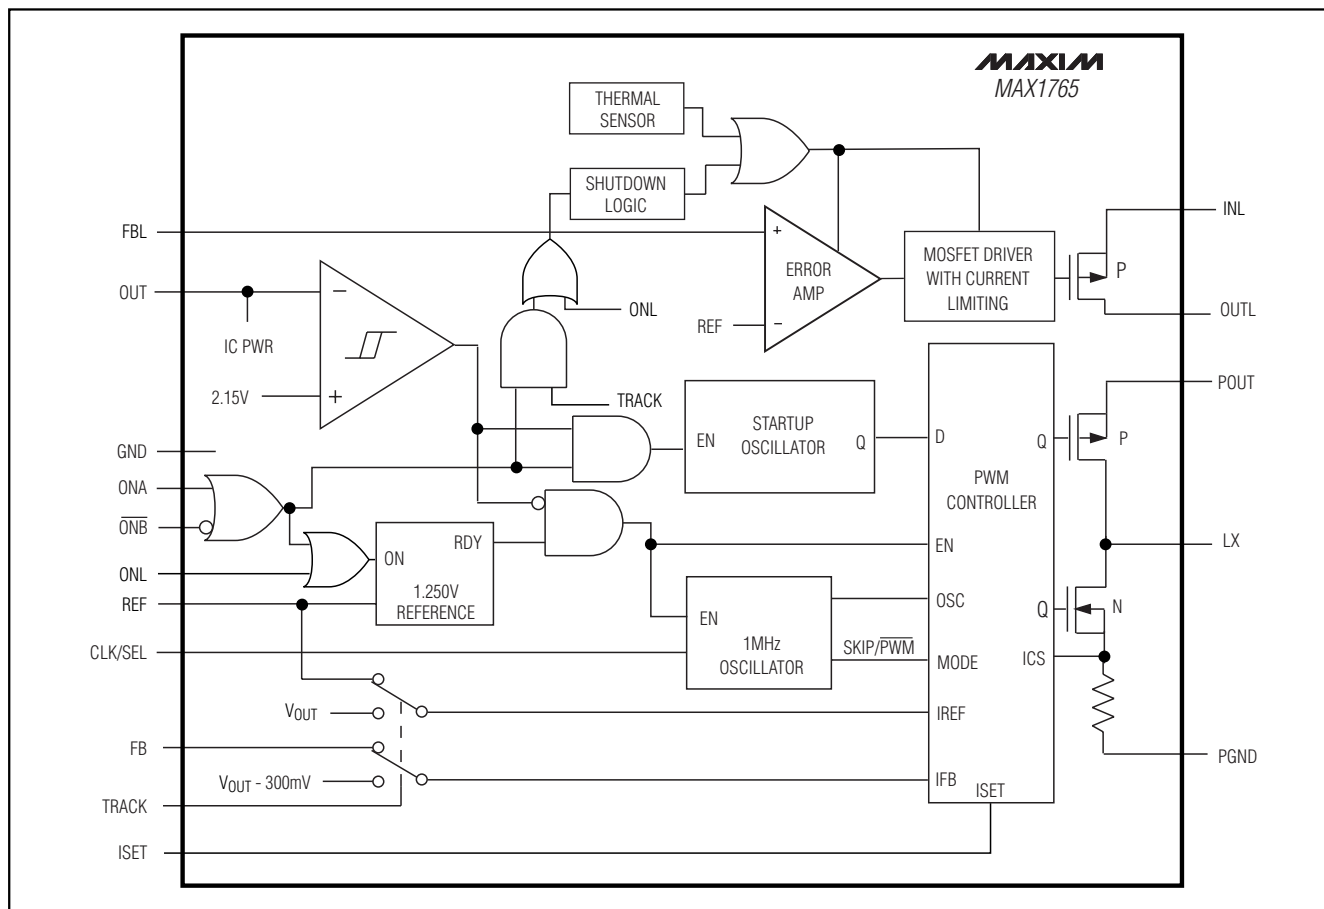 MAXIM
MAX1765
THERMAL
SENSOR
SHUTDOWN
LOGIC
INL
FBL
+
ERROR
AMP
−
MOSFET DRIVER
WITH CURRENT
LIMITING
P
OUT
−
ONL
REF
OUTL
IC PWR
2.15V
+
TRACK
POUT
EN
STARTUP
OSCILLATOR
Q
D
Q
P
GND
PWM
CONTROLLER
ONA
ONB
RDY
ON
1.250V
REFERENCE
EN
LX
ONL
REF
EN
1MHz
OSCILLATOR
OSC
Q
N
CLK/SEL
SKIP/PWM
MODE
ICS
VOUT
IREF
FB
PGND
VOUT - 300mV
IFB
ISET
TRACK
ISET